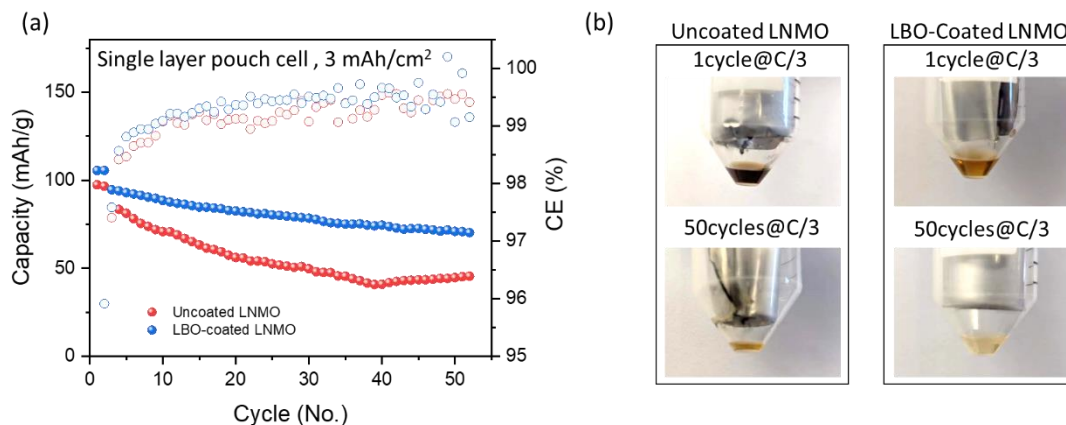 (a)
Single layer pouch cell , 3 mAh/cm²
Capacity (mAh/g)
150
100
50
0
0
10
20
30
40
50
Cycle (No.)
100
99
98
97
96
95
CE (%)
Uncoated LNMO
LBO-coated LNMO
(b)
Uncoated LNMO
1cycle@C/3
50cycles@C/3
LBO-Coated LNMO
1cycle@C/3
50cycles@C/3